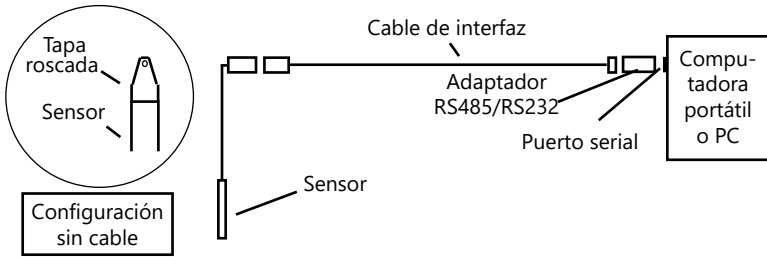 Tapa
roscada
Sensor
Configuración
sin cable
Cable de interfaz
Adaptador
RS485/RS232
Puerto serial
Sensor
Compu-
tadora
portátil
o PC